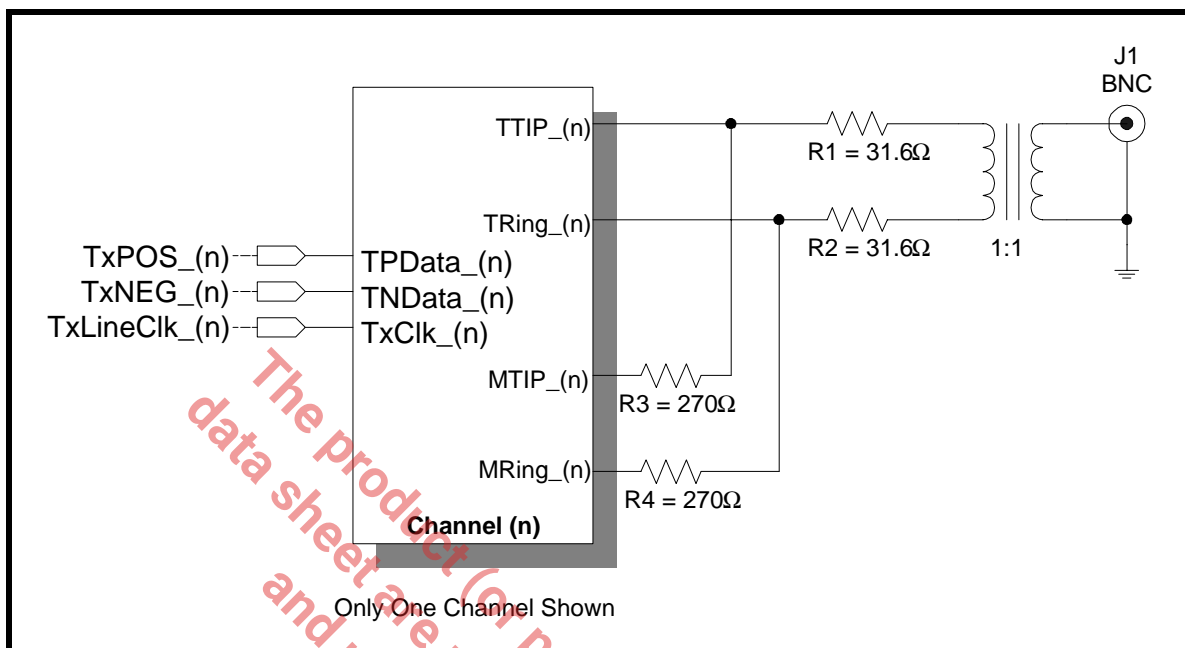 J1
BNC
TTIP_(n)
R1 = 31.6Ω
TRing_(n)
R2 = 31.6Ω
1:1
TxPOS_(n)
TPData_(n)
TxNEG_(n)
TNData_(n)
TxLineClk_(n)
TxClk_(n)
MTIP_(n)
R3 = 270Ω
MRing_(n)
R4 = 270Ω
Channel (n)
Only One Channel Shown
The product (or
data sheet are
and